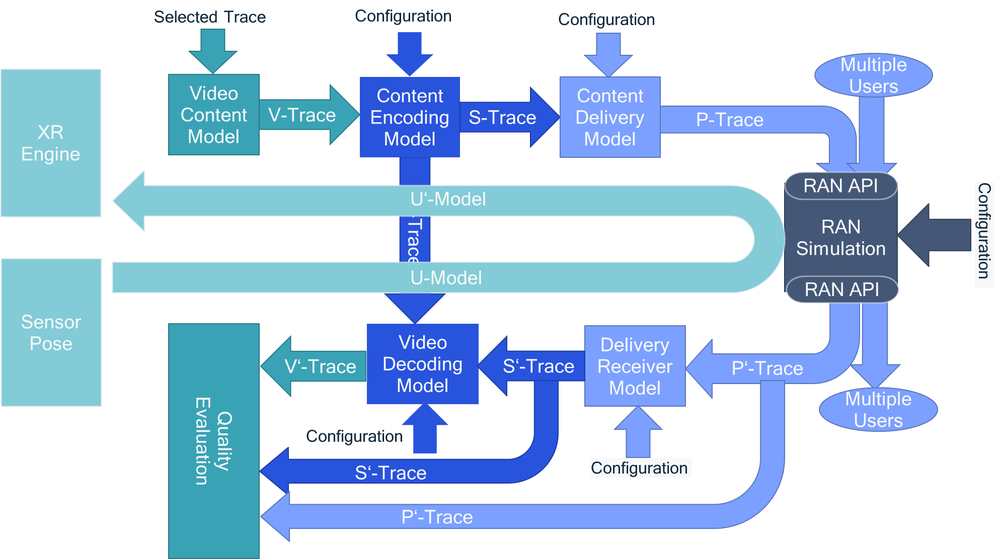 Selected Trace
Configuration
Configuration
Multiple
Users
Video
Content
Model
V-Trace
Content
Encoding
Model
S-Trace
Content
Delivery
Model
P-Trace
XR
Engine
RAN API
U‘-Model
-Trace
RAN
Simulation
Configuration
U-Model
RAN API
Sensor
Pose
Quality
Evaluation
V‘-Trace
Video
Decoding
Model
S‘-Trace
Delivery
Receiver
Model
P‘-Trace
Multiple
Users
Configuration
Configuration
S‘-Trace
P‘-Trace